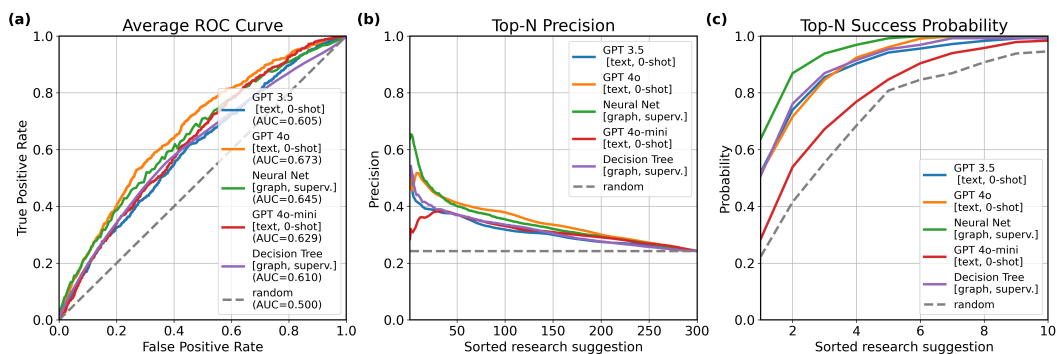 (a)
Average ROC Curve
1.0
0.8
0.6
0.4
0.2
0.0
0.0
0.2
0.4
0.6
0.8
1.0
True Positive Rate
False Positive Rate
GPT 3.5
[text, 0-shot]
(AUC=0.605)
GPT 4o
[text, 0-shot]
(AUC=0.673)
Neural Net
[graph, superv.]
(AUC=0.645)
GPT 4o-mini
[text, 0-shot]
(AUC=0.629)
Decision Tree
[graph, superv.]
(AUC=0.610)
random
(AUC=0.500)
(b)
Top-N Precision
1.0
0.8
0.6
0.4
0.2
0.0
50
100
150
200
250
300
Precision
Sorted research suggestion
GPT 3.5
[text, 0-shot]
GPT 4o
[text, 0-shot]
Neural Net
[graph, superv.]
GPT 4o-mini
[text, 0-shot]
Decision Tree
[graph, superv.]
random
(c)
Top-N Success Probability
1.0
0.8
0.6
0.4
0.2
0.0
2
4
6
8
10
Probability
Sorted research suggestion
GPT 3.5
[text, 0-shot]
GPT 4o
[text, 0-shot]
Neural Net
[graph, superv.]
GPT 4o-mini
[text, 0-shot]
Decision Tree
[graph, superv.]
random